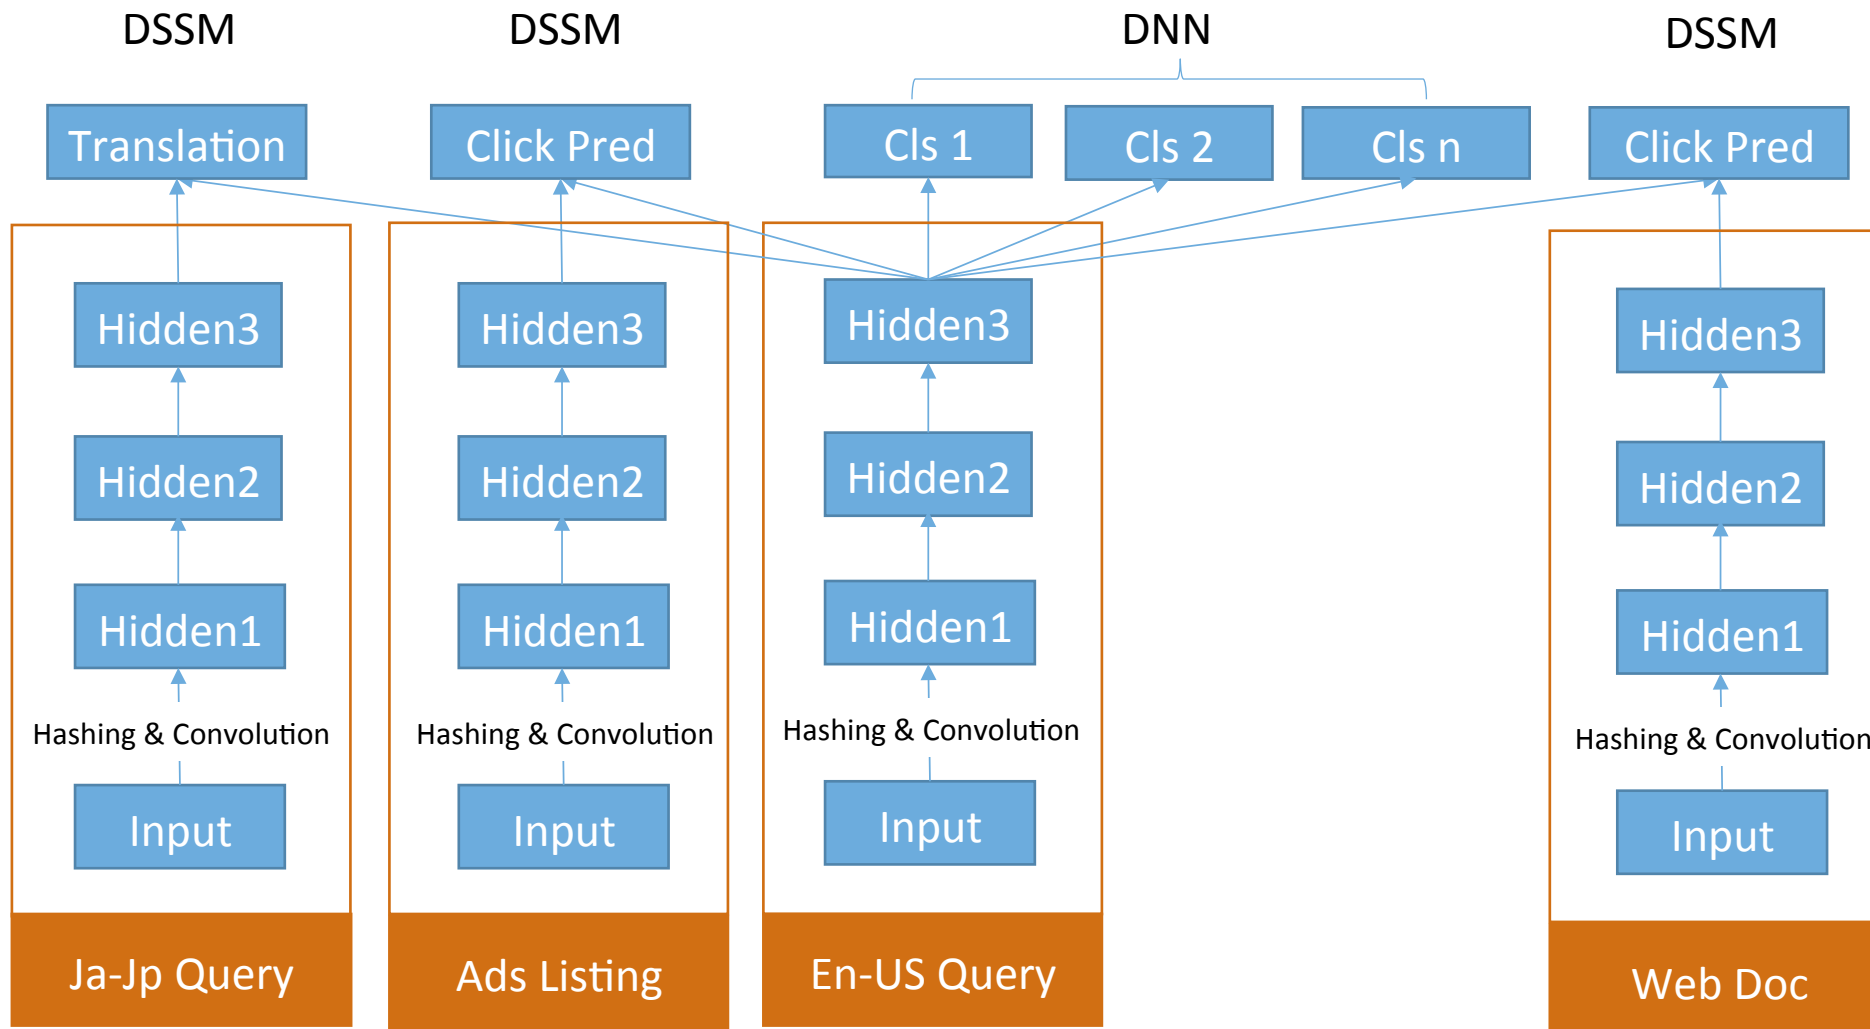 DSSM
DSSM
DNN
DSSM
Translation
Click Pred
Cls 1
Cls 2
Cls n
Click Pred
Hidden3
Hidden3
Hidden3
Hidden3
Hidden2
Hidden2
Hidden2
Hidden2
Hidden1
Hidden1
Hidden1
Hidden1
Hashing & Convolution
Hashing & Convolution
Hashing & Convolution
Hashing & Convolution
Input
Input
Input
Input
Ja-Jp Query
Ads Listing
En-US Query
Web Doc